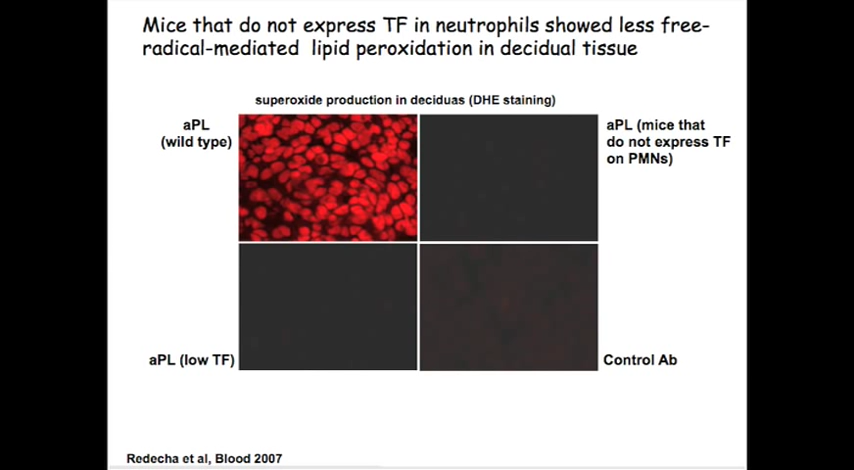 Mice that do not express TF in neutrophils showed less free-
radical-mediated lipid peroxidation in decidual tissue
superoxide production in deciduas (DHE staining)
aPL
(wild type)
aPL (mice that
do not express TF
on PMNs)
aPL (low TF)
Control Ab
Redecha et al, Blood 2007